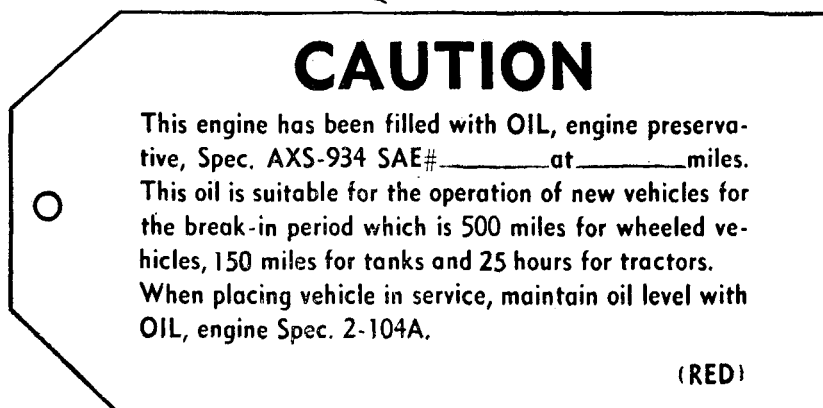 CAUTION
This engine has been filled with OIL, engine preserva-
tive, Spec. AXS-934 SAE#________at________miles.
This oil is suitable for the operation of new vehicles for
the break-in period which is 500 miles for wheeled ve-
hicles, 150 miles for tanks and 25 hours for tractors.
When placing vehicle in service, maintain oil level with
OIL, engine Spec. 2-104A.
(RED)